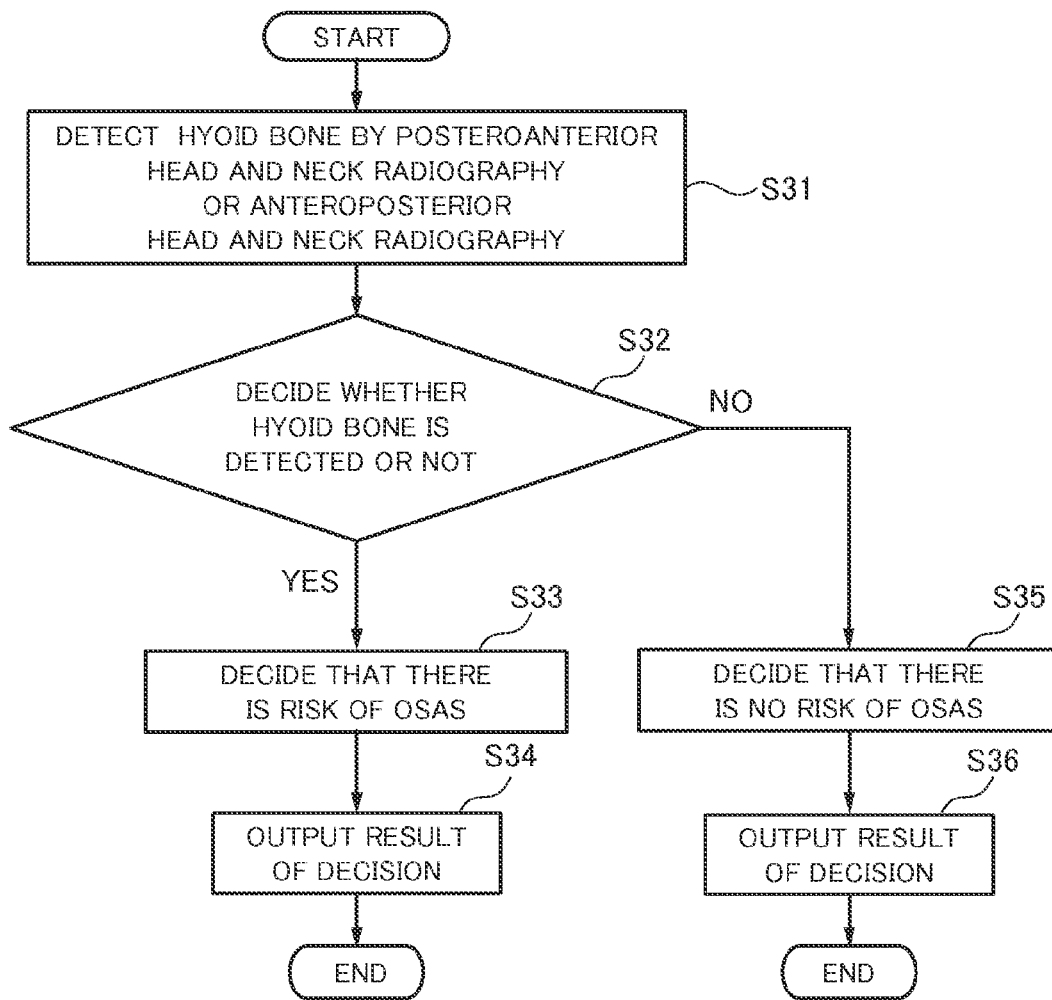 START
DETECT HYOID BONE BY POSTEROANTERIOR
HEAD AND NECK RADIOGRAPHY
OR ANTEROPOSTERIOR
HEAD AND NECK RADIOGRAPHY
S31
S32
DECIDE WHETHER
HYOID BONE IS
DETECTED OR NOT
NO
YES
S33
DECIDE THAT THERE
IS RISK OF OSAS
S34
OUTPUT RESULT
OF DECISION
END
S35
DECIDE THAT THERE
IS NO RISK OF OSAS
S36
OUTPUT RESULT
OF DECISION
END